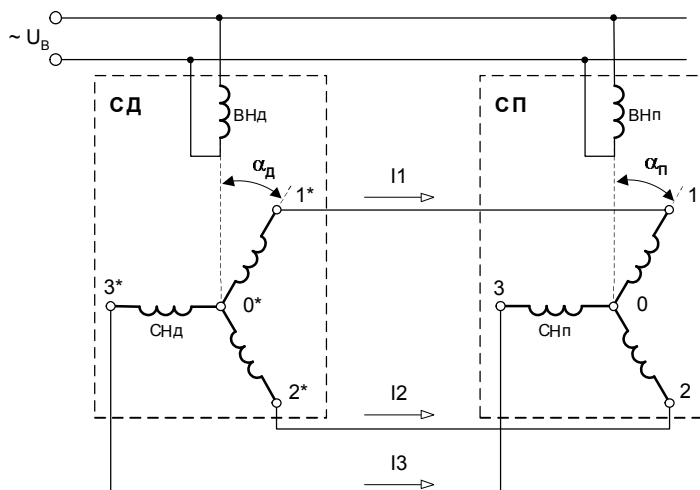 ~ U_B
СД
ВНд
α_Д
1*
I1
СП
ВНп
α_П
1
3*
0*
СНд
3
0
СНп
2*
I2
2
I3